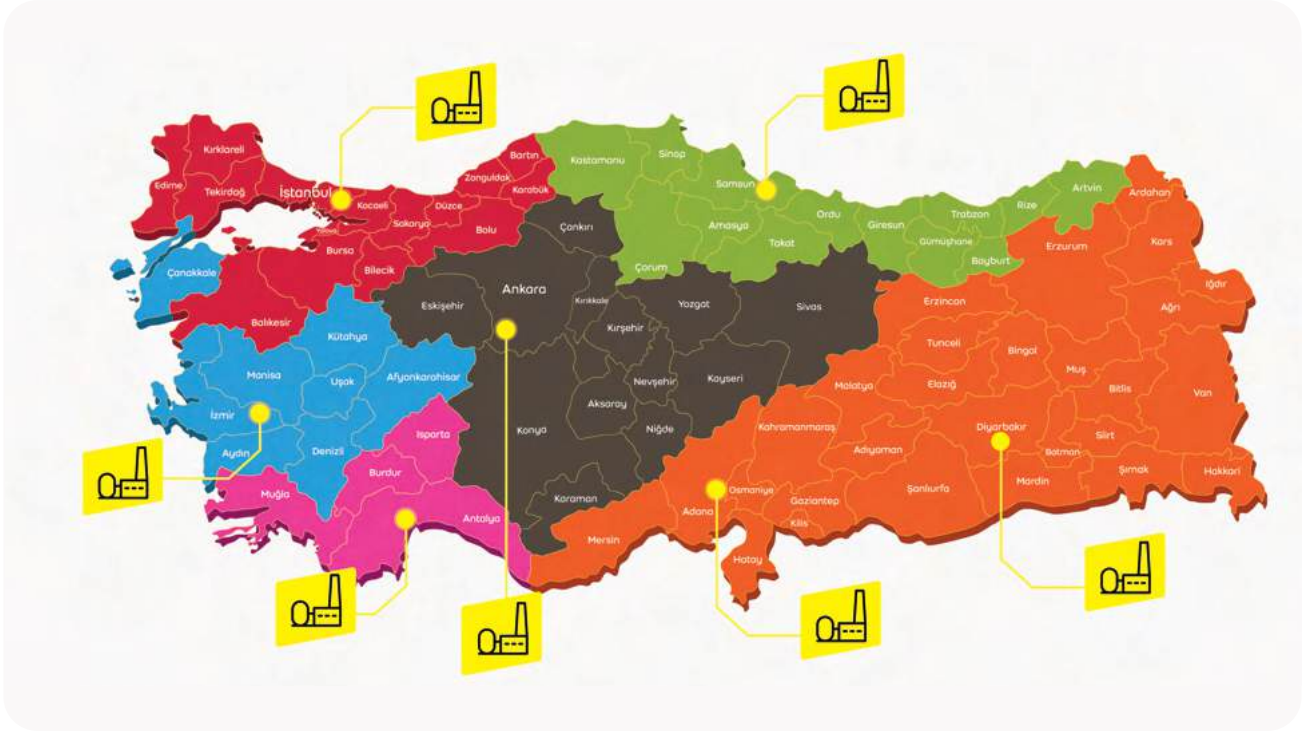 Kırklareli
Edirne
Tekirdağ
İstanbul
Kocaeli
Yalova
Sakarya
Düzce
Zonguldak
Bartın
Karabük
Bolu
Bursa
Bilecik
Balıkesir
Çanakkale
Kütahya
Manisa
Uşak
Afyonkarahisar
İzmir
Aydın
Denizli
Muğla
Burdur
Isparta
Antalya
Çankırı
Ankara
Eskişehir
Kırıkkale
Kırşehir
Yozgat
Sivas
Nevşehir
Kayseri
Aksaray
Niğde
Konya
Karaman
Kastamonu
Sinop
Samsun
Amasya
Tokat
Çorum
Ordu
Giresun
Trabzon
Gümüşhane
Bayburt
Rize
Artvin
Ardahan
Kars
Erzurum
Iğdır
Ağrı
Erzincan
Tunceli
Bingöl
Muş
Bitlis
Van
Malatya
Elazığ
Diyarbakır
Batman
Siirt
Şırnak
Hakkari
Mardin
Kahramanmaraş
Adıyaman
Şanlıurfa
Osmaniye
Gaziantep
Kilis
Adana
Mersin
Hatay